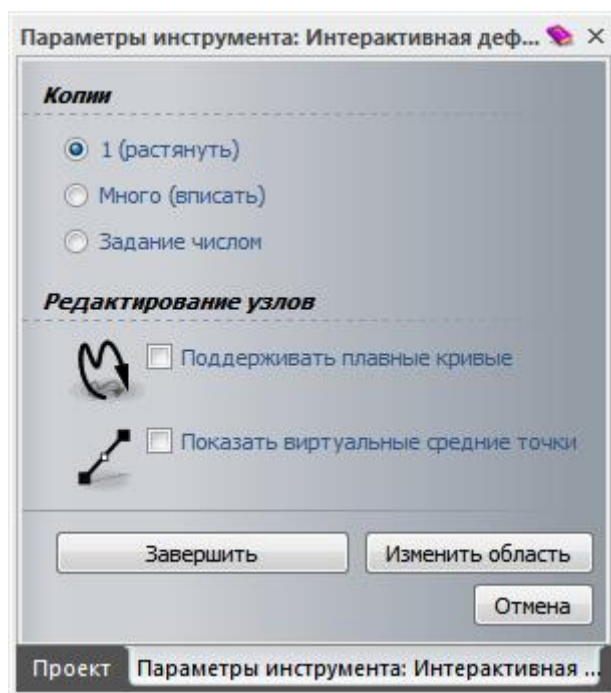 Параметры инструмента: Интерактивная деф...
Копии
1 (растянуть)
Много (вписать)
Задание числом
Редактирование узлов
Поддерживать плавные кривые
Показать виртуальные средние точки
Завершить
Изменить область
Отмена
Проект
Параметры инструмента: Интерактивная ...